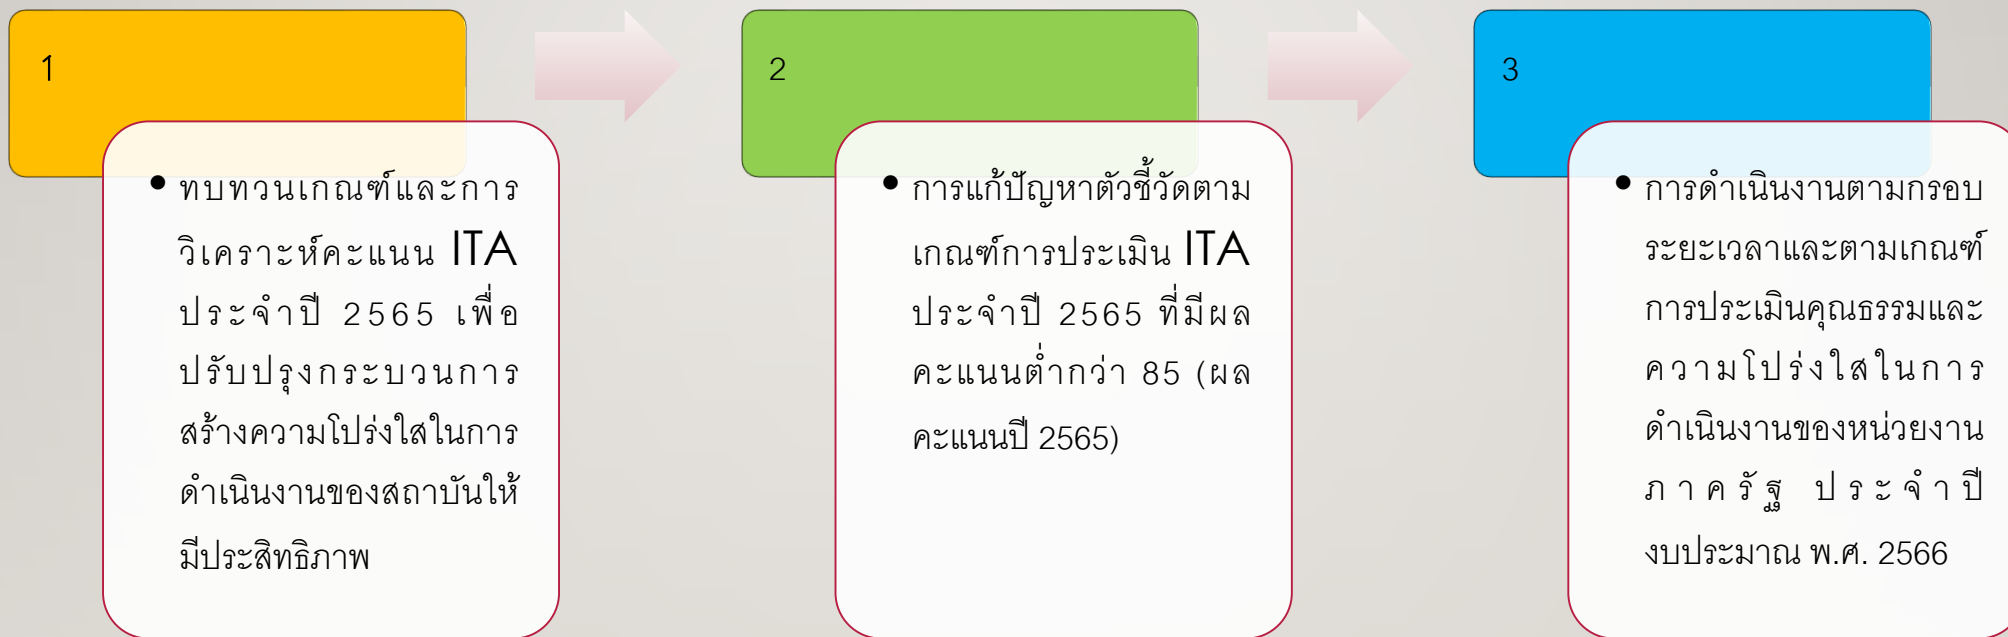 1
ทบทวนเกณฑ์และการ
วิเคราะห์คะแนน ITA
ประจำปี 2565 เพื่อ
ปรับปรุงกระบวนการ
สร้างความโปร่งใสในการ
ดำเนินงานของสถาบันให้
มีประสิทธิภาพ
2
การแก้ปัญหาตัวชี้วัดตาม
เกณฑ์การประเมิน ITA
ประจำปี 2565 ที่มีผล
คะแนนต่ำกว่า 85 (ผล
คะแนนปี 2565)
3
การดำเนินงานตามกรอบ
ระยะเวลาและตามเกณฑ์
การประเมินคุณธรรมและ
ความโปร่งใสในการ
ดำเนินงานของหน่วยงาน
ภาครัฐ ประจำปี
งบประมาณ พ.ศ. 2566